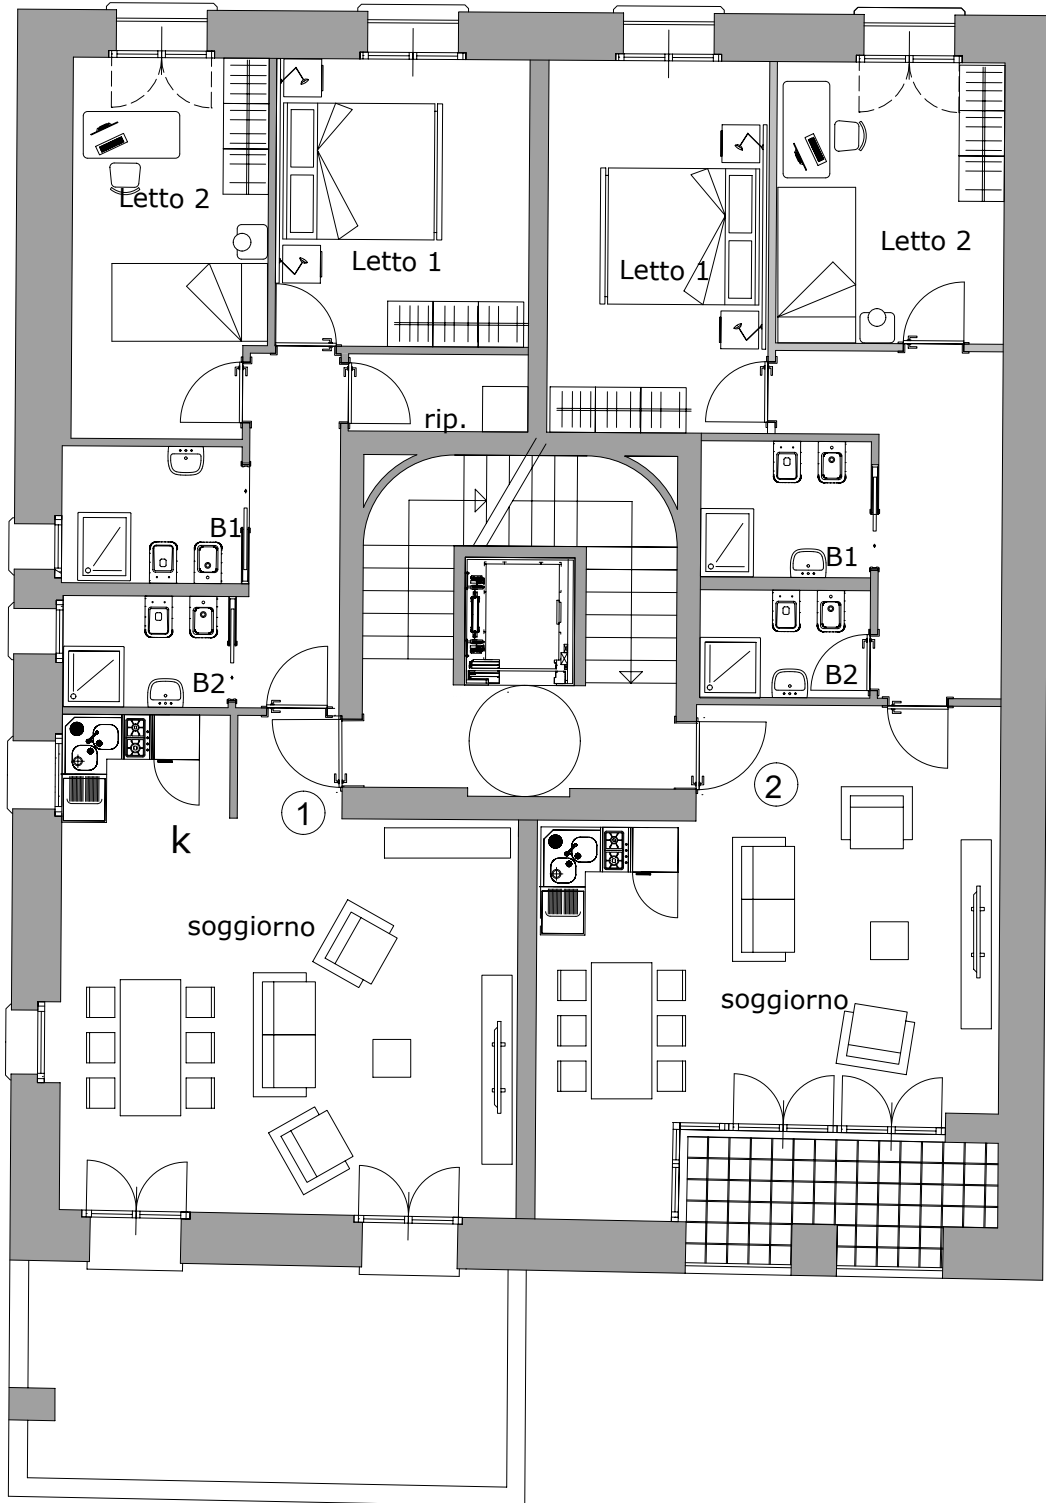 Letto 2
Letto 1
Letto 1
Letto 2
rip.
B1
B1
B2
B2
1
2
k
soggiorno
soggiorno